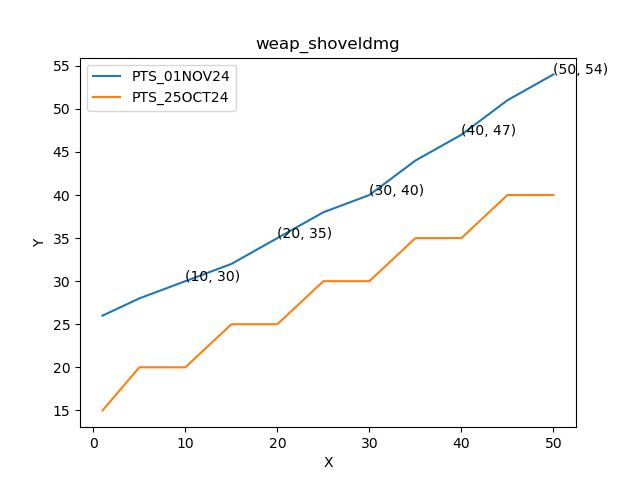 weap_shoveldmg
PTS_01NOV24
PTS_25OCT24
(50, 54)
(40, 47)
(30, 40)
(20, 35)
(10, 30)
Y
55
50
45
40
35
30
25
20
15
0 10 20 30 40 50
X